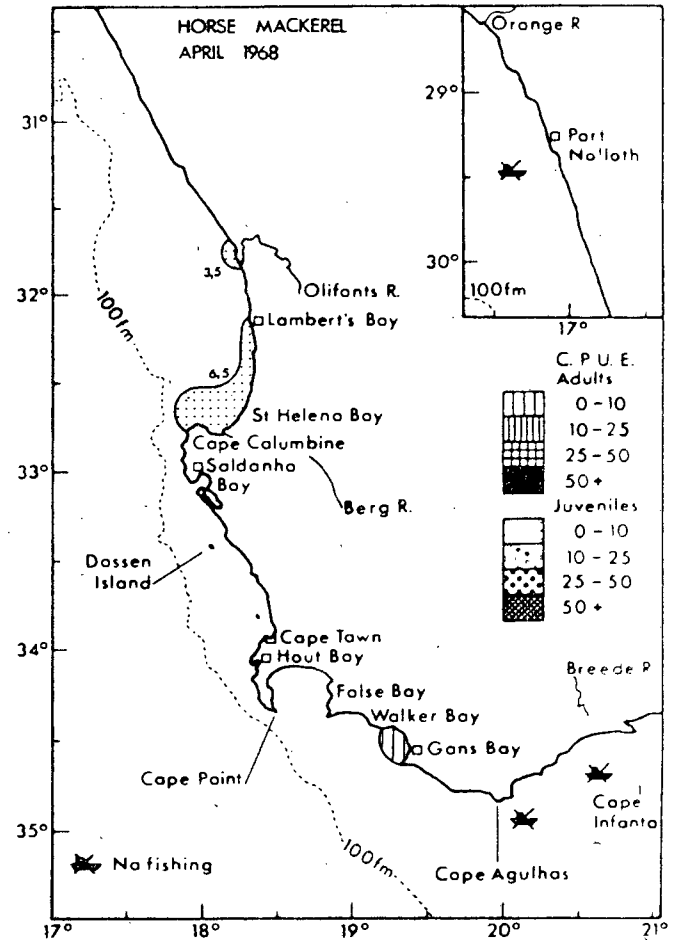 HORSE MACKEREL
APRIL 1968
Orange R
29°
Port
Nolloth
30°
100fm
17°
31°
3,5
Olifants R.
32°
100fm
Lambert's Bay
6,5
C. P. U. E.
Adults
0 - 10
10 - 25
25 - 50
50 +
Juveniles
0 - 10
10 - 25
25 - 50
50 +
St Helena Bay
Cape Columbine
33°
Saldanha
Bay
Berg R.
Dassen
Island
34°
Cape Town
Hout Bay
Breede R
False Bay
Walker Bay
Gans Bay
Cape Point
Cape
Infanta
35°
No fishing
100fm
Cape Agulhas
17°
18°
19°
20°
21°